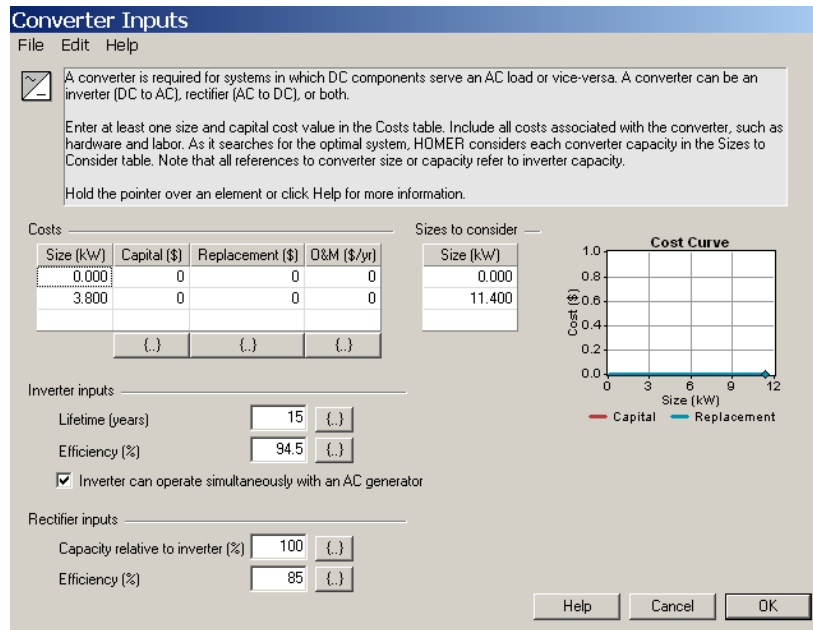 Converter Inputs
File Edit Help
A converter is required for systems in which DC components serve an AC load or vice-versa. A converter can be an
inverter (DC to AC), rectifier (AC to DC), or both.
Enter at least one size and capital cost value in the Costs table. Include all costs associated with the converter, such as
hardware and labor. As it searches for the optimal system, HOMER considers each converter capacity in the Sizes to
Consider table. Note that all references to converter size or capacity refer to inverter capacity.
Hold the pointer over an element or click Help for more information.
Costs
Size (kW) Capital ($) Replacement ($) O&M ($/yr)
0.000 0 0 0
3.800 0 0 0
{..} {..} {..}
Sizes to consider
Size (kW)
0.000
11.400
Cost Curve
Cost ($)
1.0
0.8
0.6
0.4
0.2
0.0
0 3 6 9 12
Size (kW)
Capital Replacement
Inverter inputs
Lifetime (years) 15 {..}
Efficiency (%) 94.5 {..}
Inverter can operate simultaneously with an AC generator
Rectifier inputs
Capacity relative to inverter (%) 100 {..}
Efficiency (%) 85 {..}
Help Cancel OK